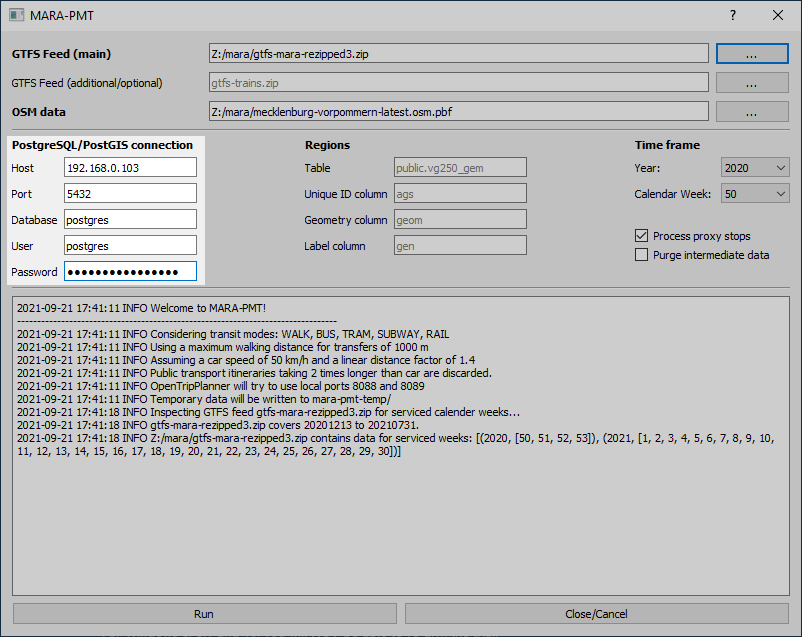 MARA-PMT
?
GTFS Feed (main) Z:/mara/gtfs-mara-rezipped3.zip ...
GTFS Feed (additional/optional) gtfs-trains.zip ...
OSM data Z:/mara/mecklenburg-vorpommern-latest.osm.pbf ...
PostgreSQL/PostGIS connection
Host 192.168.0.103
Port 5432
Database postgres
User postgres
Password ●●●●●●●●●●●●●●●●
Regions
Table public.vg250_gem
Unique ID column ags
Geometry column geom
Label column gen
Time frame
Year: 2020
Calendar Week: 50
Process proxy stops
Purge intermediate data
2021-09-21 17:41:11 INFO Welcome to MARA-PMT!
--------------------------------------------------------------------------------
2021-09-21 17:41:11 INFO Considering transit modes: WALK, BUS, TRAM, SUBWAY, RAIL
2021-09-21 17:41:11 INFO Using a maximum walking distance for transfers of 1000 m
2021-09-21 17:41:11 INFO Assuming a car speed of 50 km/h and a linear distance factor of 1.4
2021-09-21 17:41:11 INFO Public transport itineraries taking 2 times longer than car are discarded.
2021-09-21 17:41:11 INFO OpenTripPlanner will try to use local ports 8088 and 8089
2021-09-21 17:41:11 INFO Temporary data will be written to mara-pmt-temp/
2021-09-21 17:41:18 INFO Inspecting GTFS feed gtfs-mara-rezipped3.zip for serviced calender weeks...
2021-09-21 17:41:18 INFO gtfs-mara-rezipped3.zip covers 20201213 to 20210731.
2021-09-21 17:41:18 INFO Z:/mara/gtfs-mara-rezipped3.zip contains data for serviced weeks: [(2020, [50, 51, 52, 53]), (2021, [1, 2, 3, 4, 5, 6, 7, 8, 9, 10,
11, 12, 13, 14, 15, 16, 17, 18, 19, 20, 21, 22, 23, 24, 25, 26, 27, 28, 29, 30])]
Run
Close/Cancel